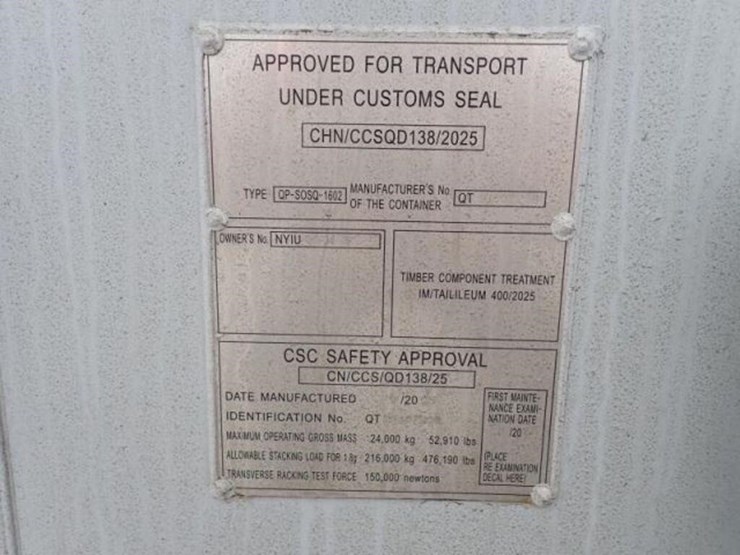 APPROVED FOR TRANSPORT
UNDER CUSTOMS SEAL
CHN/CCSQD138/2025
TYPE QP-SOSQ-1602 MANUFACTURER'S No. OF THE CONTAINER QT
OWNER'S No. NYIU
TIMBER COMPONENT TREATMENT
IM/TAILILEUM 400/2025
CSC SAFETY APPROVAL
CN/CCS/QD138/25
DATE MANUFACTURED /20
IDENTIFICATION No. QT
MAXIMUM OPERATING GROSS MASS 24,000 kg 52,910 lbs
ALLOWABLE STACKING LOAD FOR 1.8g 216,000 kg 476,190 lbs
TRANSVERSE RACKING TEST FORCE 150,000 newtons
FIRST MAINTE-
NANCE EXAMI-
NATION DATE
/20
(PLACE
RE EXAMINATION
DECAL HERE)